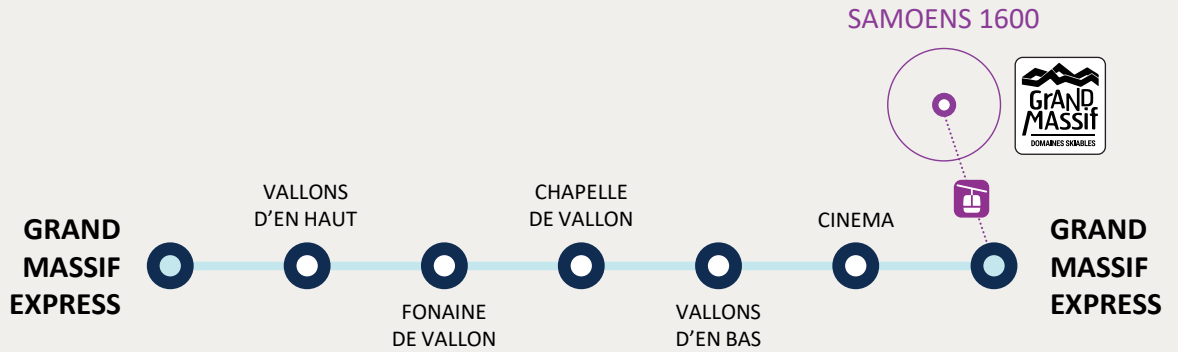 SAMOENS 1600
GRAND
MASSIF
DOMAINES SKIABLES
GRAND
MASSIF
EXPRESS
VALLONS
D'EN HAUT
FONAINE
DE VALLON
CHAPELLE
DE VALLON
VALLONS
D'EN BAS
CINEMA
GRAND
MASSIF
EXPRESS